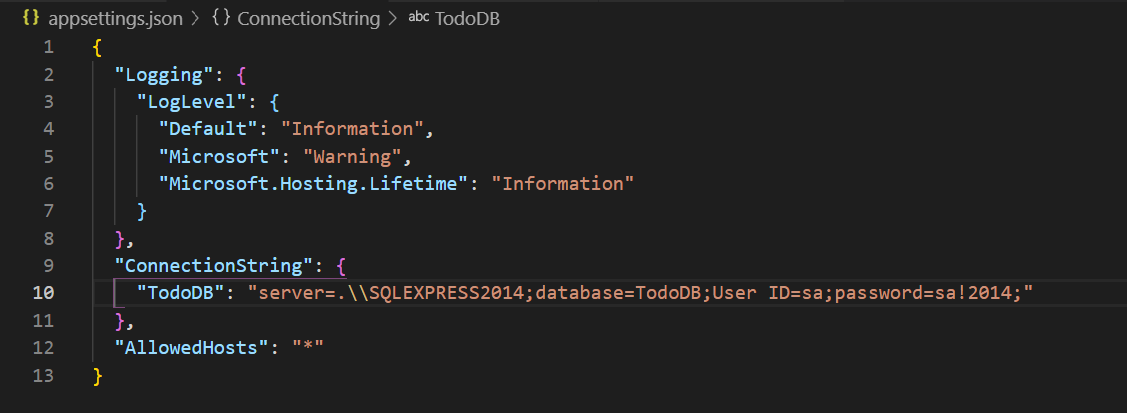 {} appsettings.json > {} ConnectionString > abc TodoDB
1 {
2 "Logging": {
3 "LogLevel": {
4 "Default": "Information",
5 "Microsoft": "Warning",
6 "Microsoft.Hosting.Lifetime": "Information"
7 }
8 },
9 "ConnectionString": {
10 "TodoDB": "server=.\\SQLEXPRESS2014;database=TodoDB;User ID=sa;password=sa!2014;"
11 },
12 "AllowedHosts": "*"
13 }